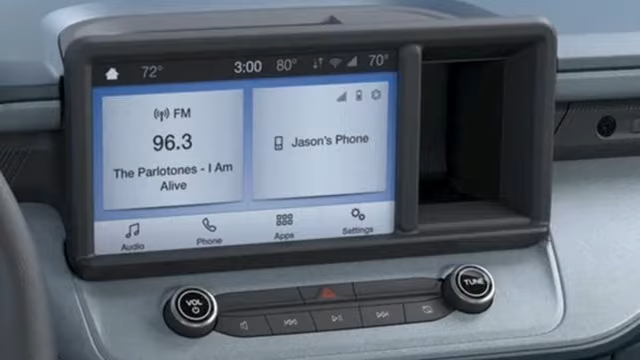 72° 3:00 80° 70°
FM
96.3
The Parlotones - I Am
Alive
Jason's Phone
Audio Phone Apps Settings
VOL
TUNE